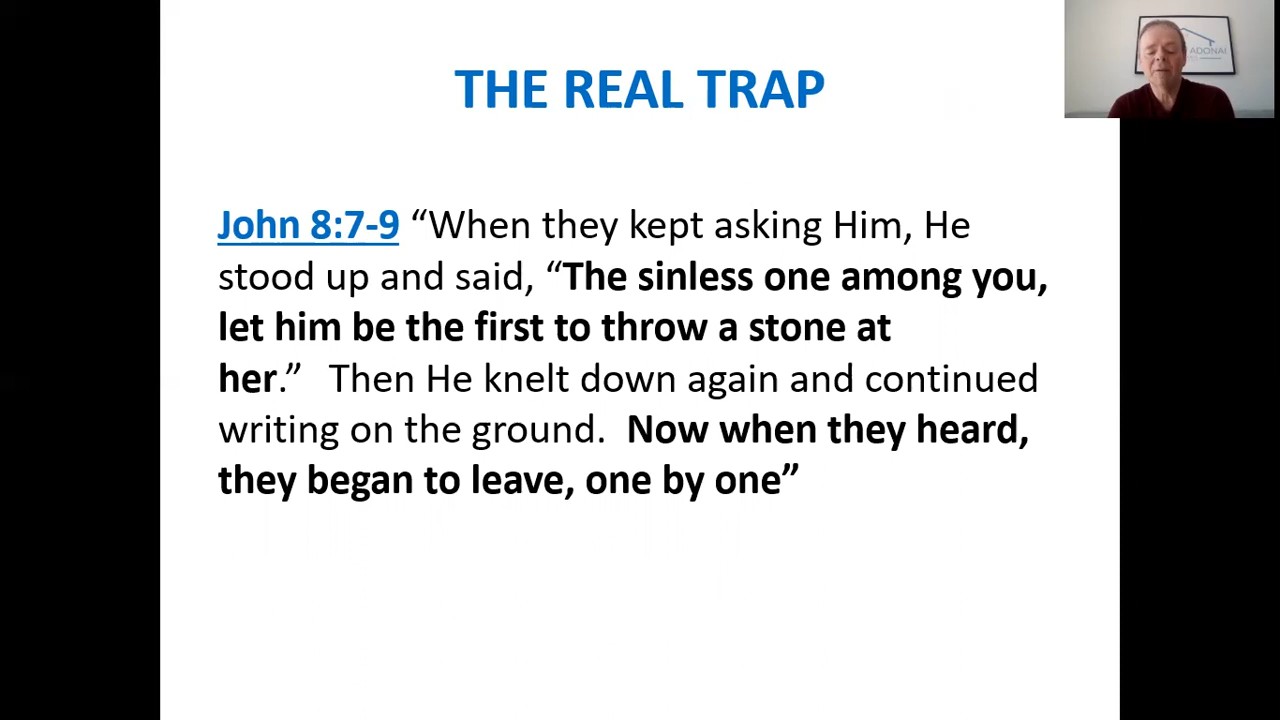 THE REAL TRAP
ADONAI
John 8:7-9 “When they kept asking Him, He
stood up and said, “The sinless one among you,
let him be the first to throw a stone at
her.”   Then He knelt down again and continued
writing on the ground.  Now when they heard,
they began to leave, one by one”